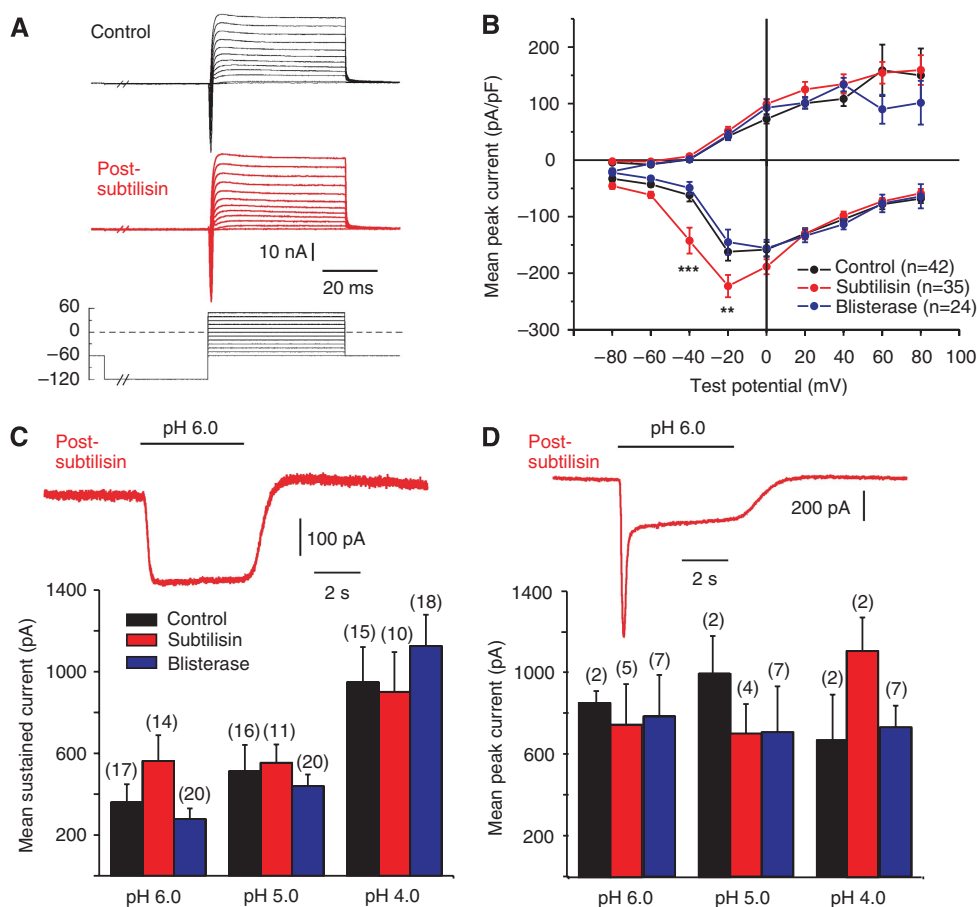 A
Control
Post-
subtilisin
10 nA
20 ms
60
0
−60
−120
B
Mean peak current (pA/pF)
200
100
0
−100
−200
−300
***
**
Control (n=42)
Subtilisin (n=35)
Blisterase (n=24)
−80 −60 −40 −20 0 20 40 60 80 100
Test potential (mV)
C
pH 6.0
Post-
subtilisin
100 pA
2 s
Mean sustained current (pA)
1400
1000
600
200
Control
Subtilisin
Blisterase
(17) (14) (20) (16) (11) (20) (15) (10) (18)
pH 6.0 pH 5.0 pH 4.0
D
pH 6.0
Post-
subtilisin
200 pA
2 s
Mean peak current (pA)
1400
1000
600
200
(2) (5) (7) (2) (4) (7) (2) (2) (7)
pH 6.0 pH 5.0 pH 4.0